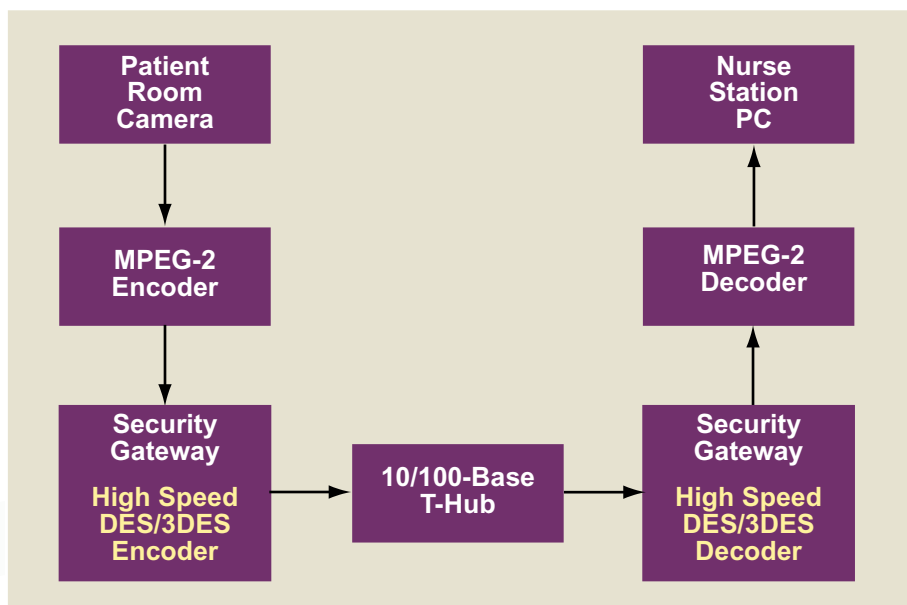 Patient
Room
Camera
MPEG-2
Encoder
Security
Gateway
High Speed
DES/3DES
Encoder
10/100-Base
T-Hub
Security
Gateway
High Speed
DES/3DES
Decoder
MPEG-2
Decoder
Nurse
Station
PC